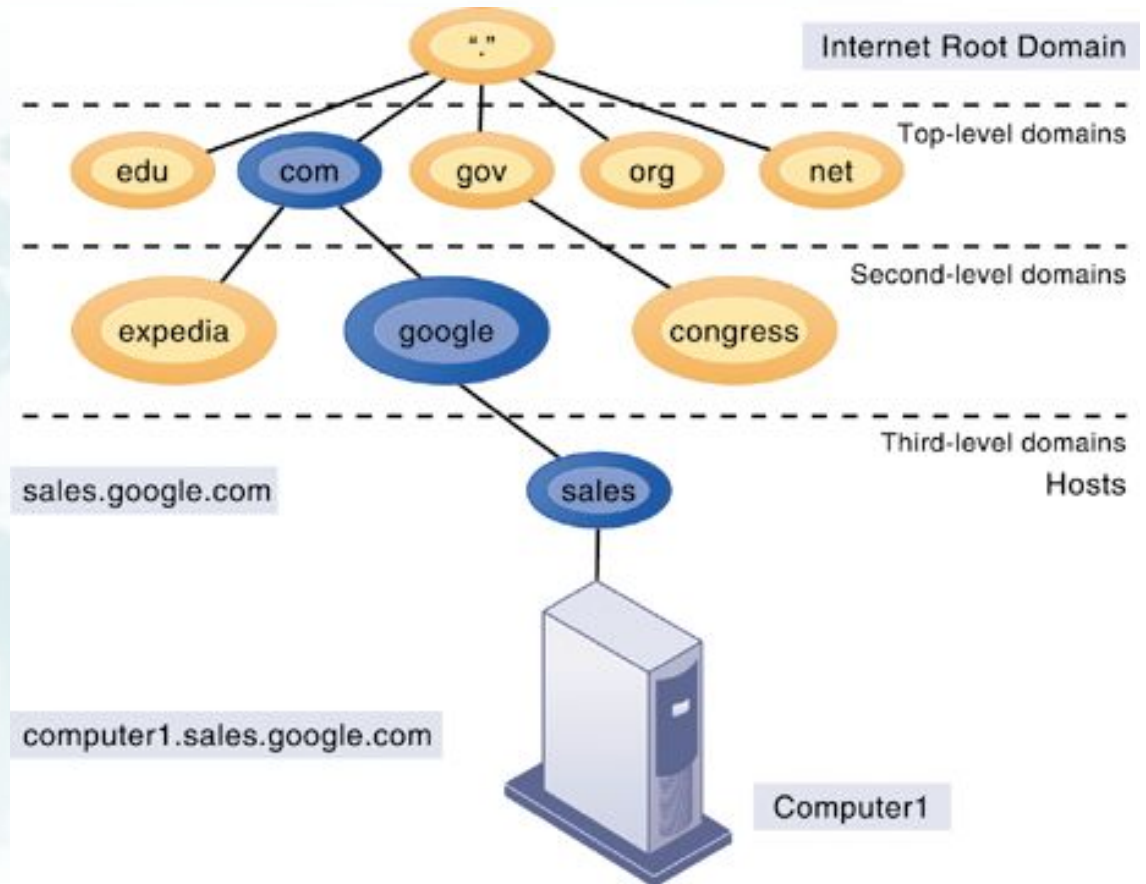 “.”
Internet Root Domain
Top-level domains
edu
com
gov
org
net
Second-level domains
expedia
google
congress
Third-level domains
sales.google.com
sales
Hosts
computer1.sales.google.com
Computer1